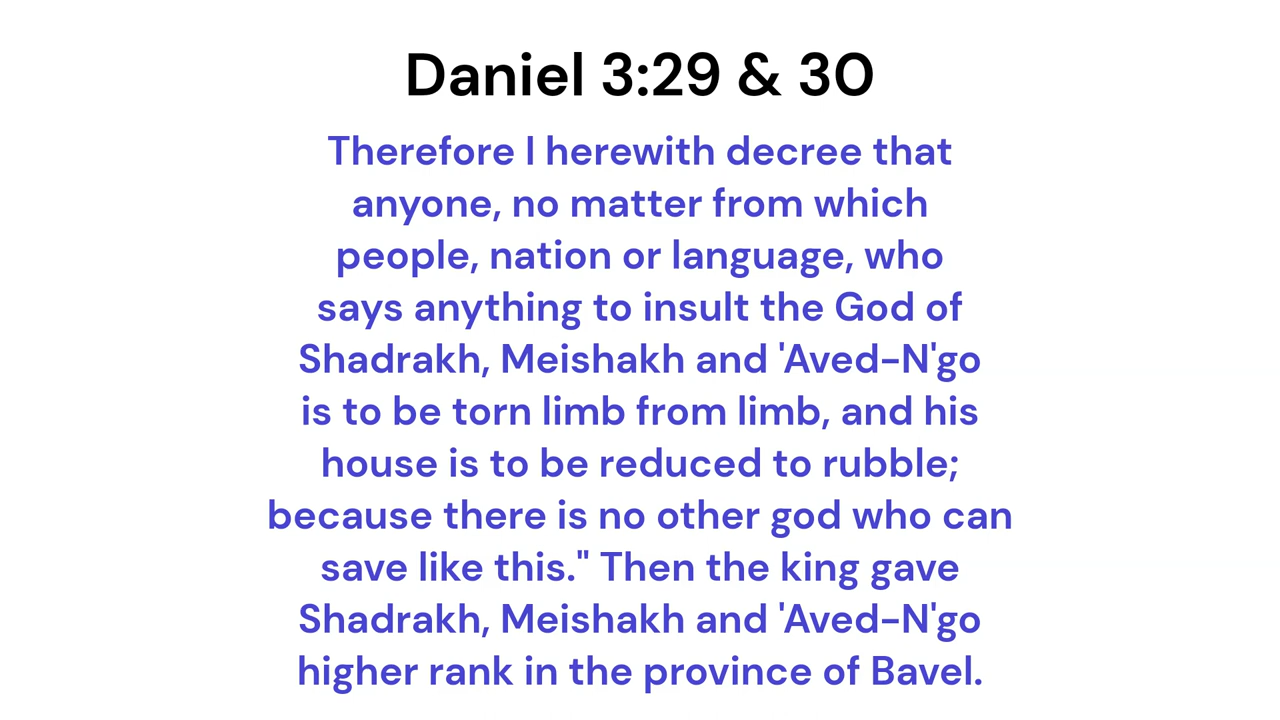 Daniel 3:29 & 30
Therefore I herewith decree that
anyone, no matter from which
people, nation or language, who
says anything to insult the God of
Shadrakh, Meishakh and 'Aved-N'go
is to be torn limb from limb, and his
house is to be reduced to rubble;
because there is no other god who can
save like this." Then the king gave
Shadrakh, Meishakh and 'Aved-N'go
higher rank in the province of Bavel.